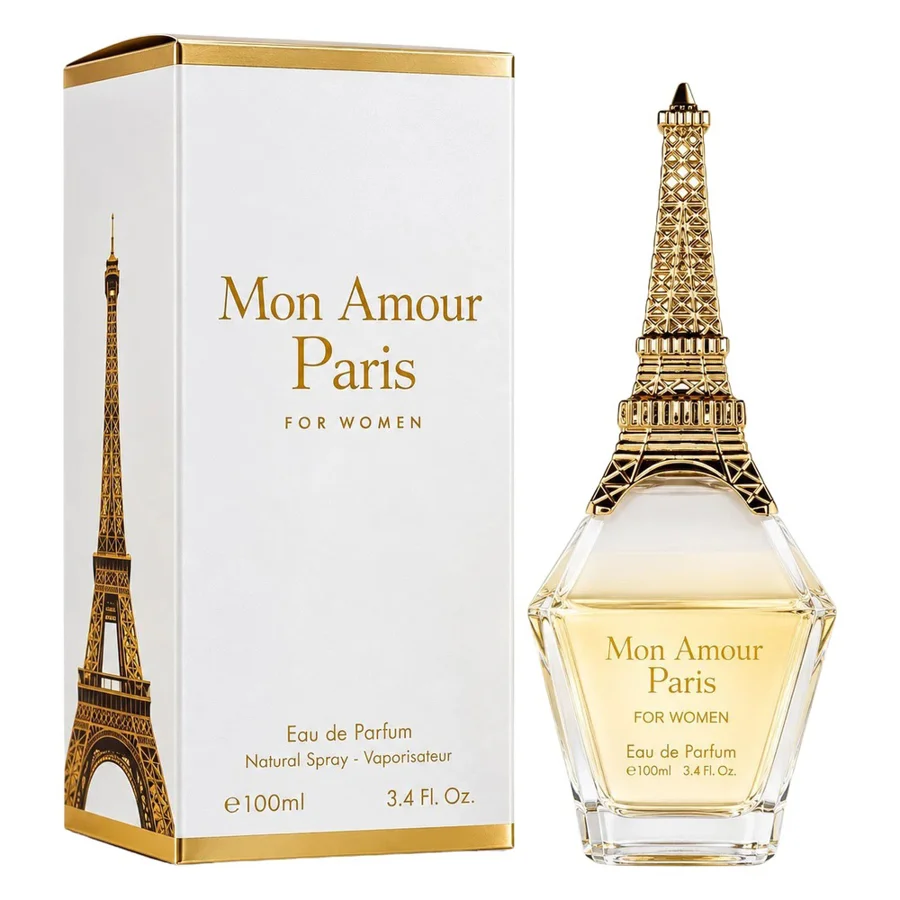 Mon Amour
Paris
FOR WOMEN
Eau de Parfum
Natural Spray - Vaporisateur
℮100ml 3.4 Fl. Oz.
Mon Amour
Paris
FOR WOMEN
Eau de Parfum
℮100ml 3.4 Fl. Oz.